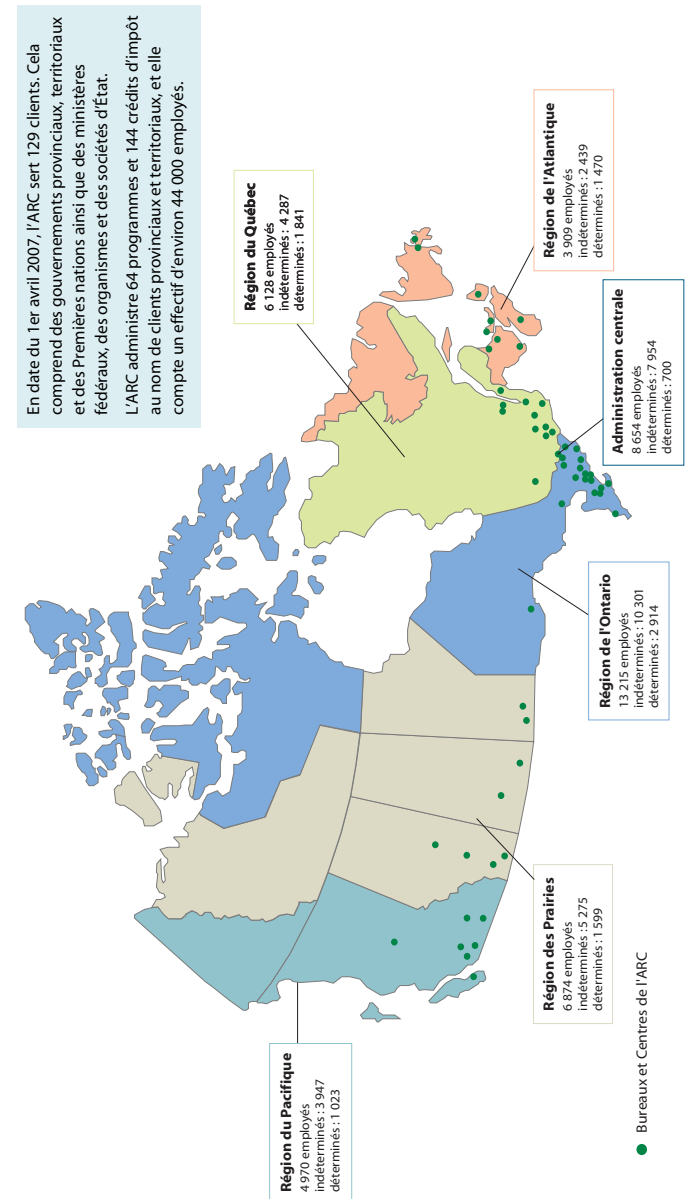 En date du 1er avril 2007, l'ARC sert 129 clients. Cela
comprend des gouvernements provinciaux, territoriaux
et des Premières nations ainsi que des ministères
fédéraux, des organismes et des sociétés d'État.
L'ARC administre 64 programmes et 144 crédits d'impôt
au nom de clients provinciaux et territoriaux, et elle
compte un effectif d'environ 44 000 employés.
Région du Québec
6 128 employés
indéterminés : 4 287
déterminés : 1 841
Région de l'Atlantique
3 909 employés
indéterminés : 2 439
déterminés : 1 470
Administration centrale
8 654 employés
indéterminés : 7 954
déterminés : 700
Région de l'Ontario
13 215 employés
indéterminés : 10 301
déterminés : 2 914
Région des Prairies
6 874 employés
indéterminés : 5 275
déterminés : 1 599
Région du Pacifique
4 970 employés
indéterminés : 3 947
déterminés : 1 023
Bureaux et Centres de l'ARC